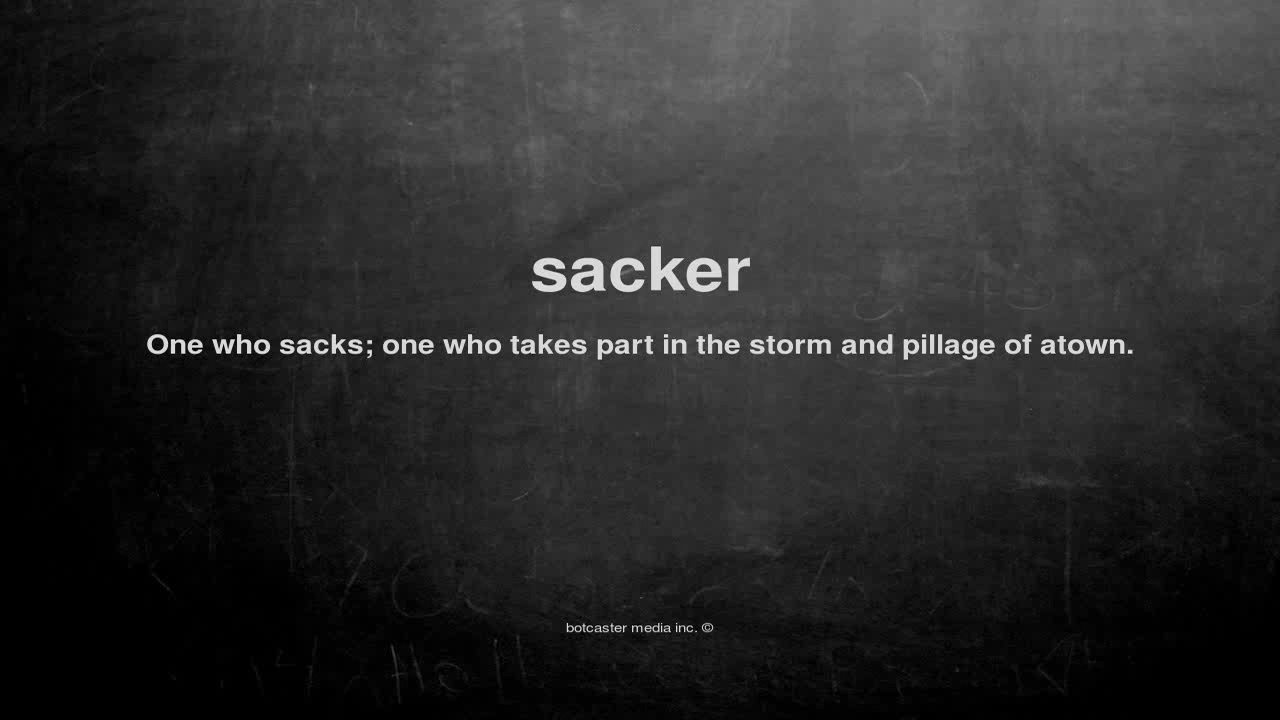 sacker
One who sacks; one who takes part in the storm and pillage of atown.
botcaster media inc. ©